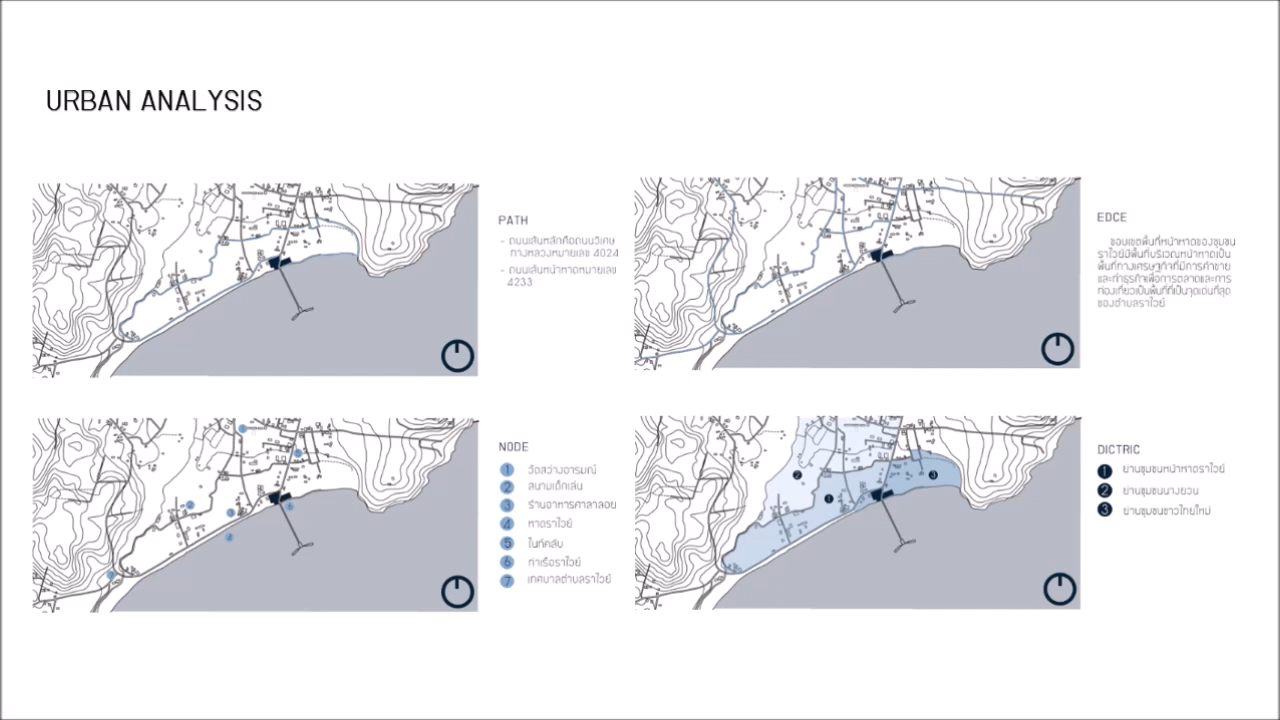 URBAN ANALYSIS
PATH
- ถนนเส้นหลักคือถนนวิเศษ
ทางหลวงหมายเลข 4024
- ถนนเส้นหน้าหาดหมายเลข
4233
EDCE
ขอบเขตพื้นที่หน้าหาดของชุมชน
ราไวย์มีพื้นที่บริเวณหน้าหาดเป็น
พื้นที่ทางเศรษฐกิจที่มีการค้าขาย
และทำธุรกิจเพื่อการตลาดและการ
ท่องเที่ยวเป็นพื้นที่ที่เป็นจุดเด่นที่สุด
ของตำบลราไวย์
NODE
1 วัดสว่างอารมณ์
2 สนามเด็กเล่น
3 ร้านอาหารศาลาลอย
4 หาดราไวย์
5 ไนท์คลับ
6 ท่าเรือราไวย์
7 เทศบาลตำบลราไวย์
DICTRIC
1 ย่านชุมชนหน้าหาดราไวย์
2 ย่านชุมชนบางยวน
3 ย่านชุมชนชาวไทยใหม่